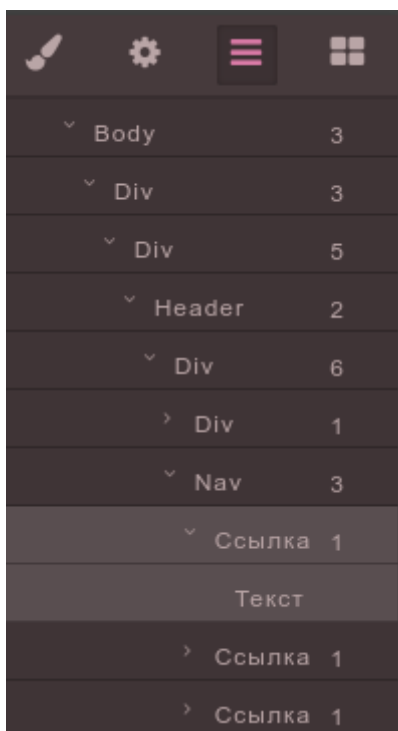 Body 3
Div 3
Div 5
Header 2
Div 6
Div 1
Nav 3
Ссылка 1
Текст
Ссылка 1
Ссылка 1